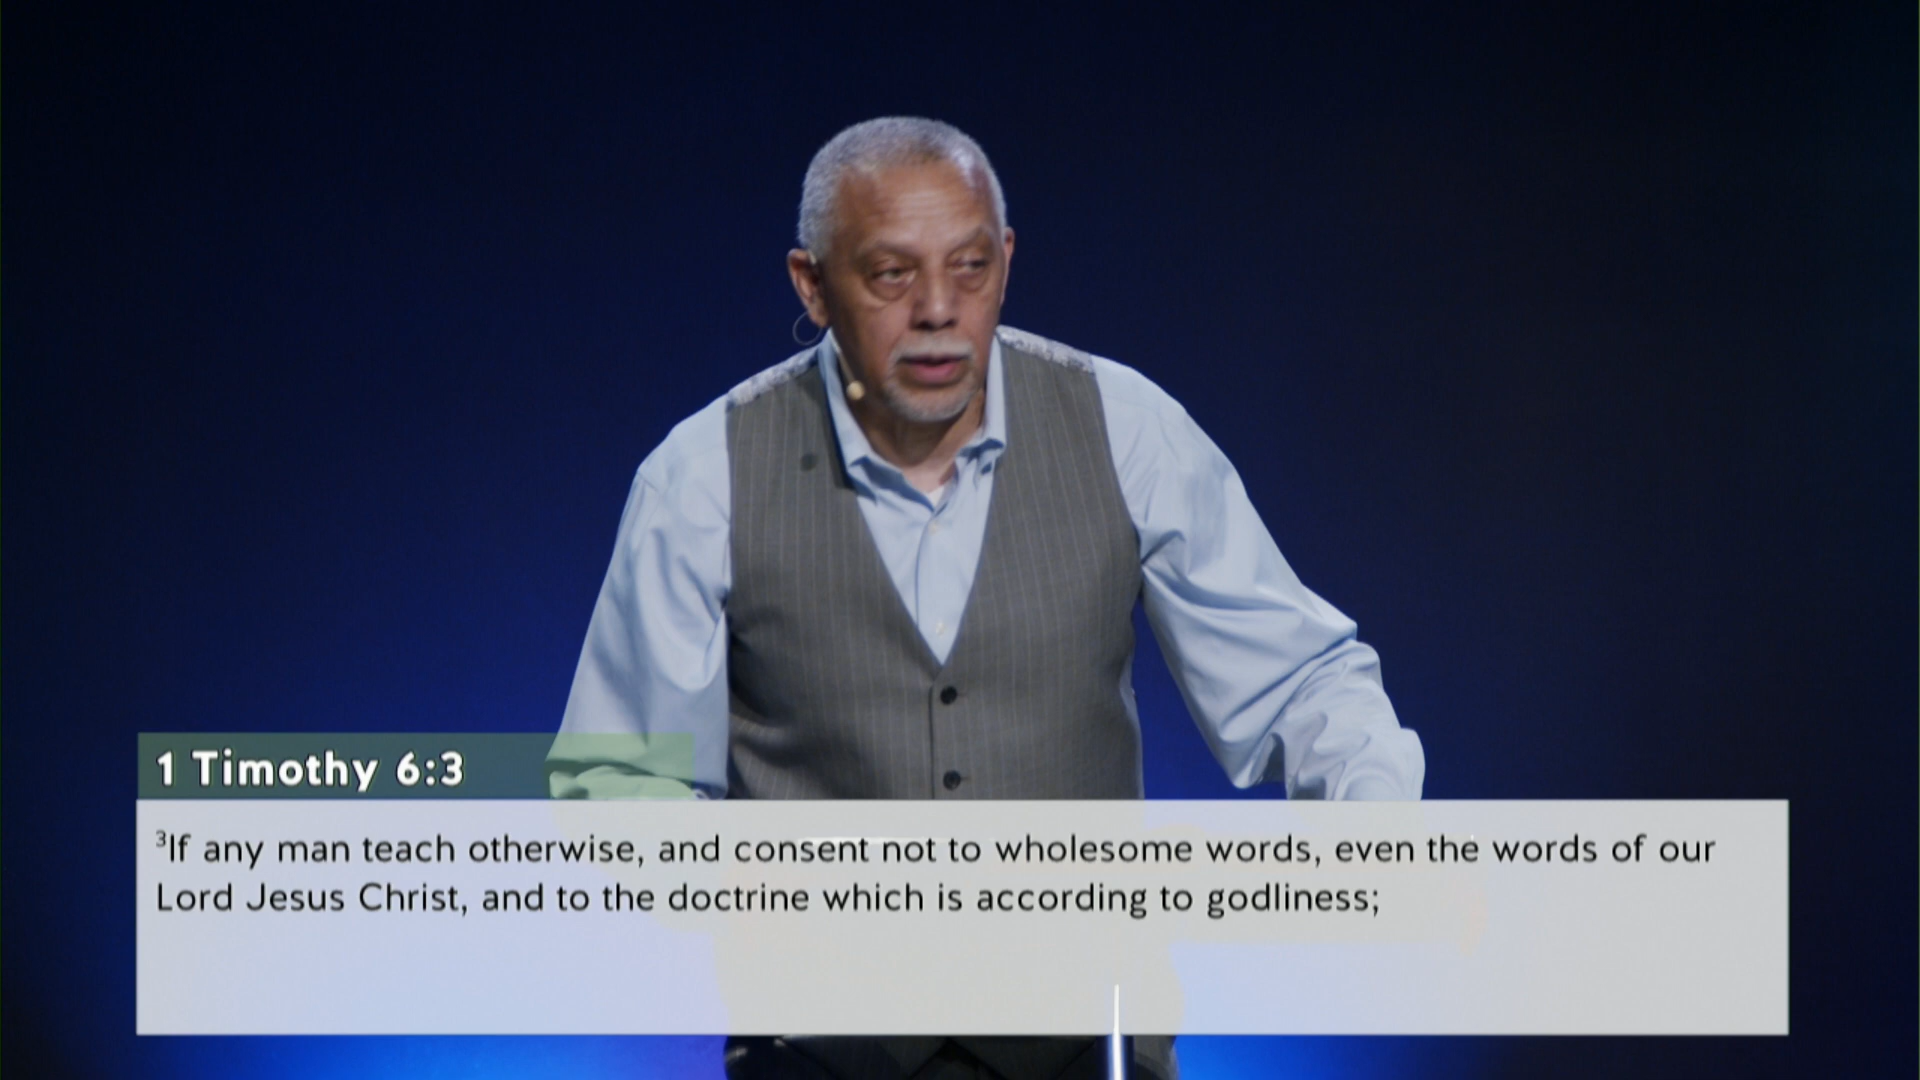 1 Timothy 6:3
³If any man teach otherwise, and consent not to wholesome words, even the words of our
Lord Jesus Christ, and to the doctrine which is according to godliness;